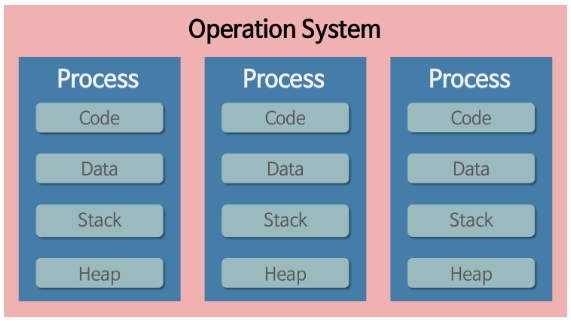 Operation System
Process
Code
Data
Stack
Heap
Process
Code
Data
Stack
Heap
Process
Code
Data
Stack
Heap